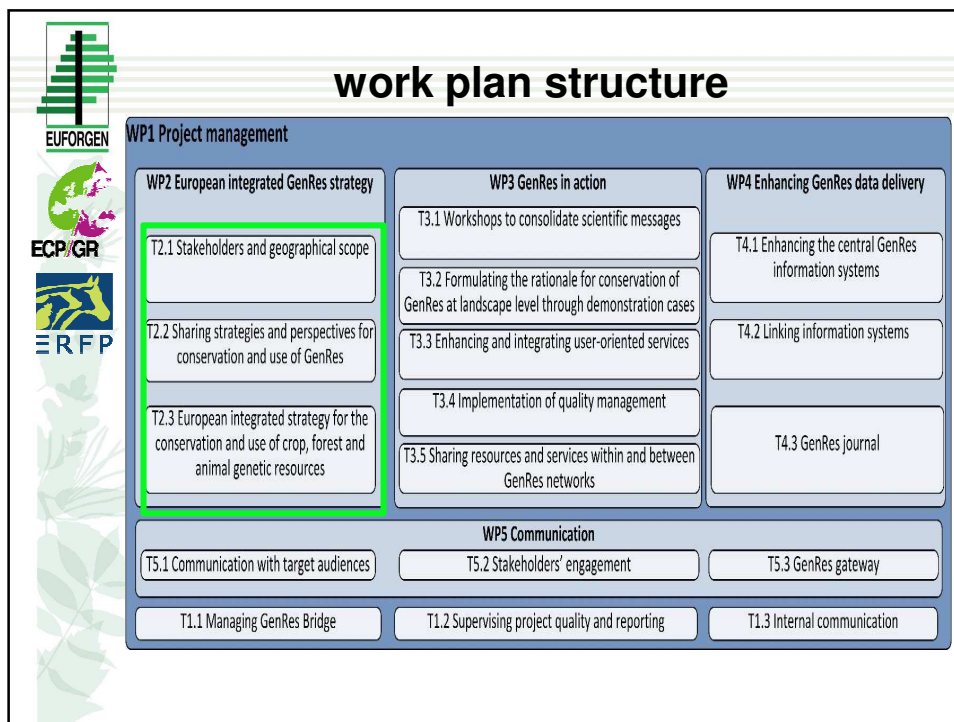 work plan structure
EUFORGEN
ECP/GR
ERFP
WP1 Project management
WP2 European integrated GenRes strategy
T2.1 Stakeholders and geographical scope
T2.2 Sharing strategies and perspectives for
conservation and use of GenRes
T2.3 European integrated strategy for the
conservation and use of crop, forest and
animal genetic resources
WP3 GenRes in action
T3.1 Workshops to consolidate scientific messages
T3.2 Formulating the rationale for conservation of
GenRes at landscape level through demonstration cases
T3.3 Enhancing and integrating user-oriented services
T3.4 Implementation of quality management
T3.5 Sharing resources and services within and between
GenRes networks
WP4 Enhancing GenRes data delivery
T4.1 Enhancing the central GenRes
information systems
T4.2 Linking information systems
T4.3 GenRes journal
WP5 Communication
T5.1 Communication with target audiences
T5.2 Stakeholders' engagement
T5.3 GenRes gateway
T1.1 Managing GenRes Bridge
T1.2 Supervising project quality and reporting
T1.3 Internal communication